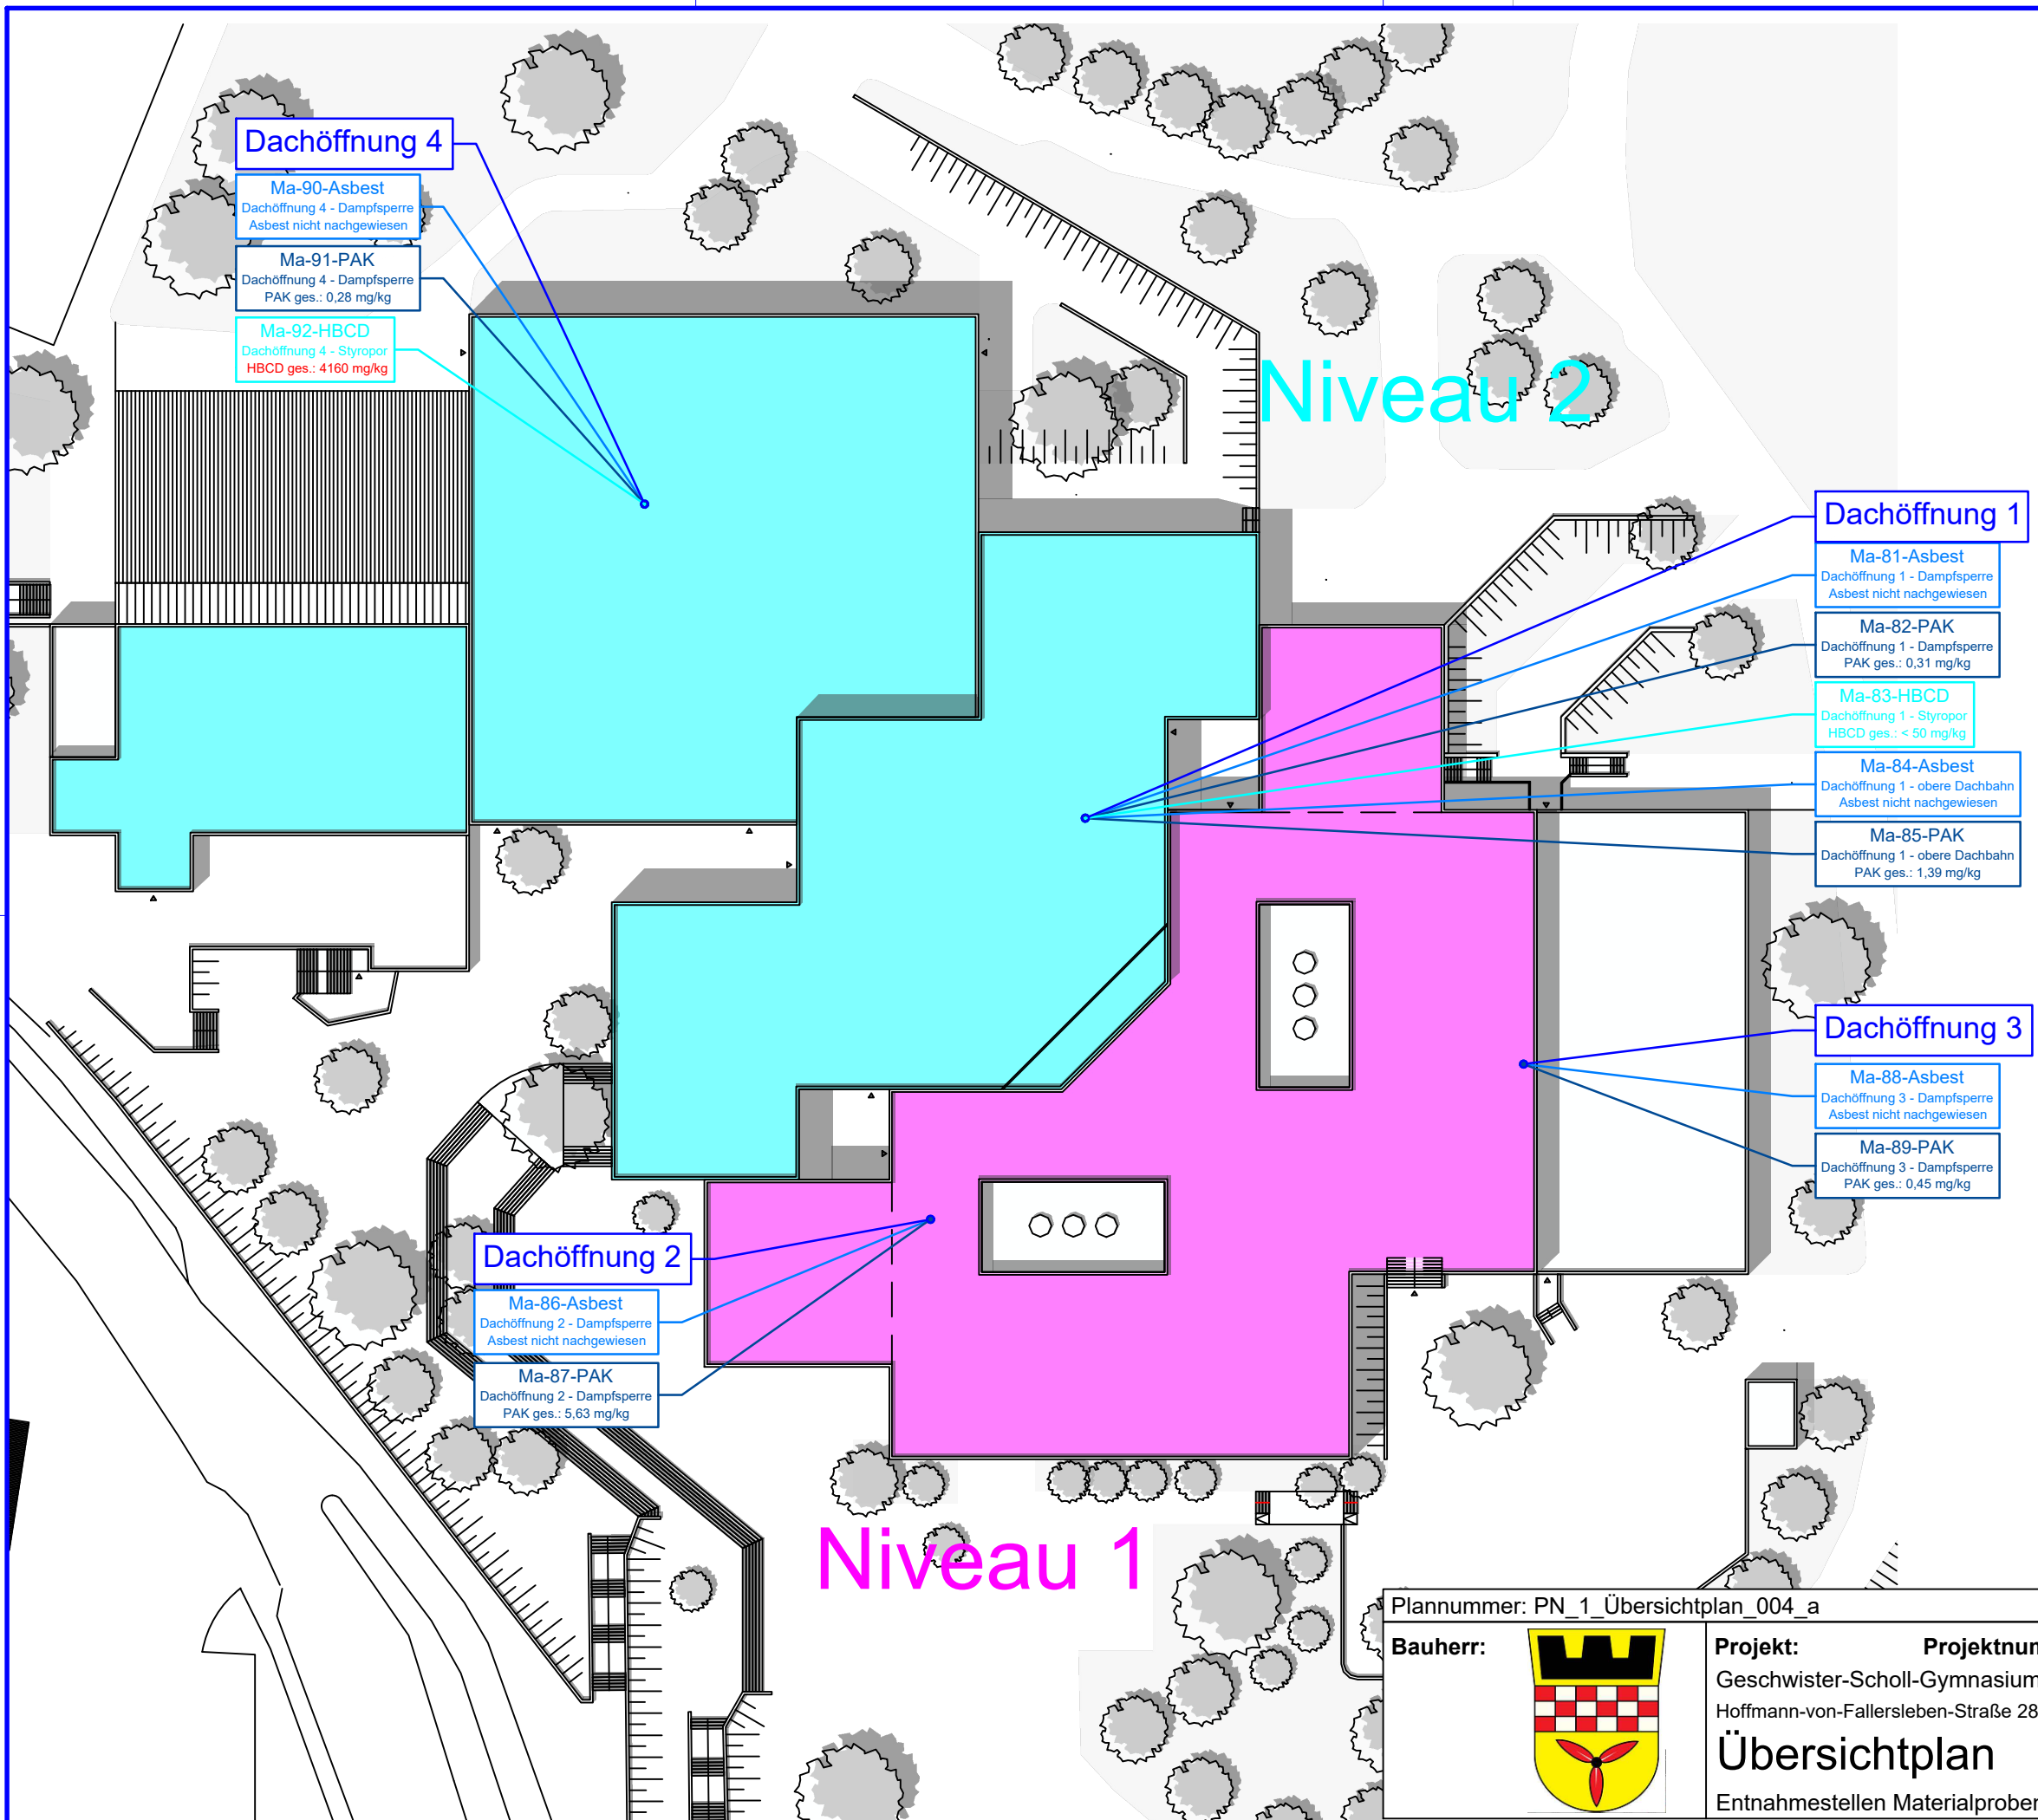 Dachöffnung 4
Ma-90-Asbest
Dachöffnung 4 - Dampfsperre
Asbest nicht nachgewiesen
Ma-91-PAK
Dachöffnung 4 - Dampfsperre
PAK ges.: 0,28 mg/kg
Ma-92-HBCD
Dachöffnung 4 - Styropor
HBCD ges.: 4160 mg/kg
Niveau 2
Dachöffnung 1
Ma-81-Asbest
Dachöffnung 1 - Dampfsperre
Asbest nicht nachgewiesen
Ma-82-PAK
Dachöffnung 1 - Dampfsperre
PAK ges.: 0,31 mg/kg
Ma-83-HBCD
Dachöffnung 1 - Styropor
HBCD ges.: < 50 mg/kg
Ma-84-Asbest
Dachöffnung 1 - obere Dachbahn
Asbest nicht nachgewiesen
Ma-85-PAK
Dachöffnung 1 - obere Dachbahn
PAK ges.: 1,39 mg/kg
Dachöffnung 3
Ma-88-Asbest
Dachöffnung 3 - Dampfsperre
Asbest nicht nachgewiesen
Ma-89-PAK
Dachöffnung 3 - Dampfsperre
PAK ges.: 0,45 mg/kg
Dachöffnung 2
Ma-86-Asbest
Dachöffnung 2 - Dampfsperre
Asbest nicht nachgewiesen
Ma-87-PAK
Dachöffnung 2 - Dampfsperre
PAK ges.: 5,63 mg/kg
Niveau 1
Plannummer: PN_1_Übersichtplan_004_a
Bauherr:
Projekt: Projektnun
Geschwister-Scholl-Gymnasium
Hoffmann-von-Fallersleben-Straße 28
Übersichtplan
Entnahmestellen Materialprober